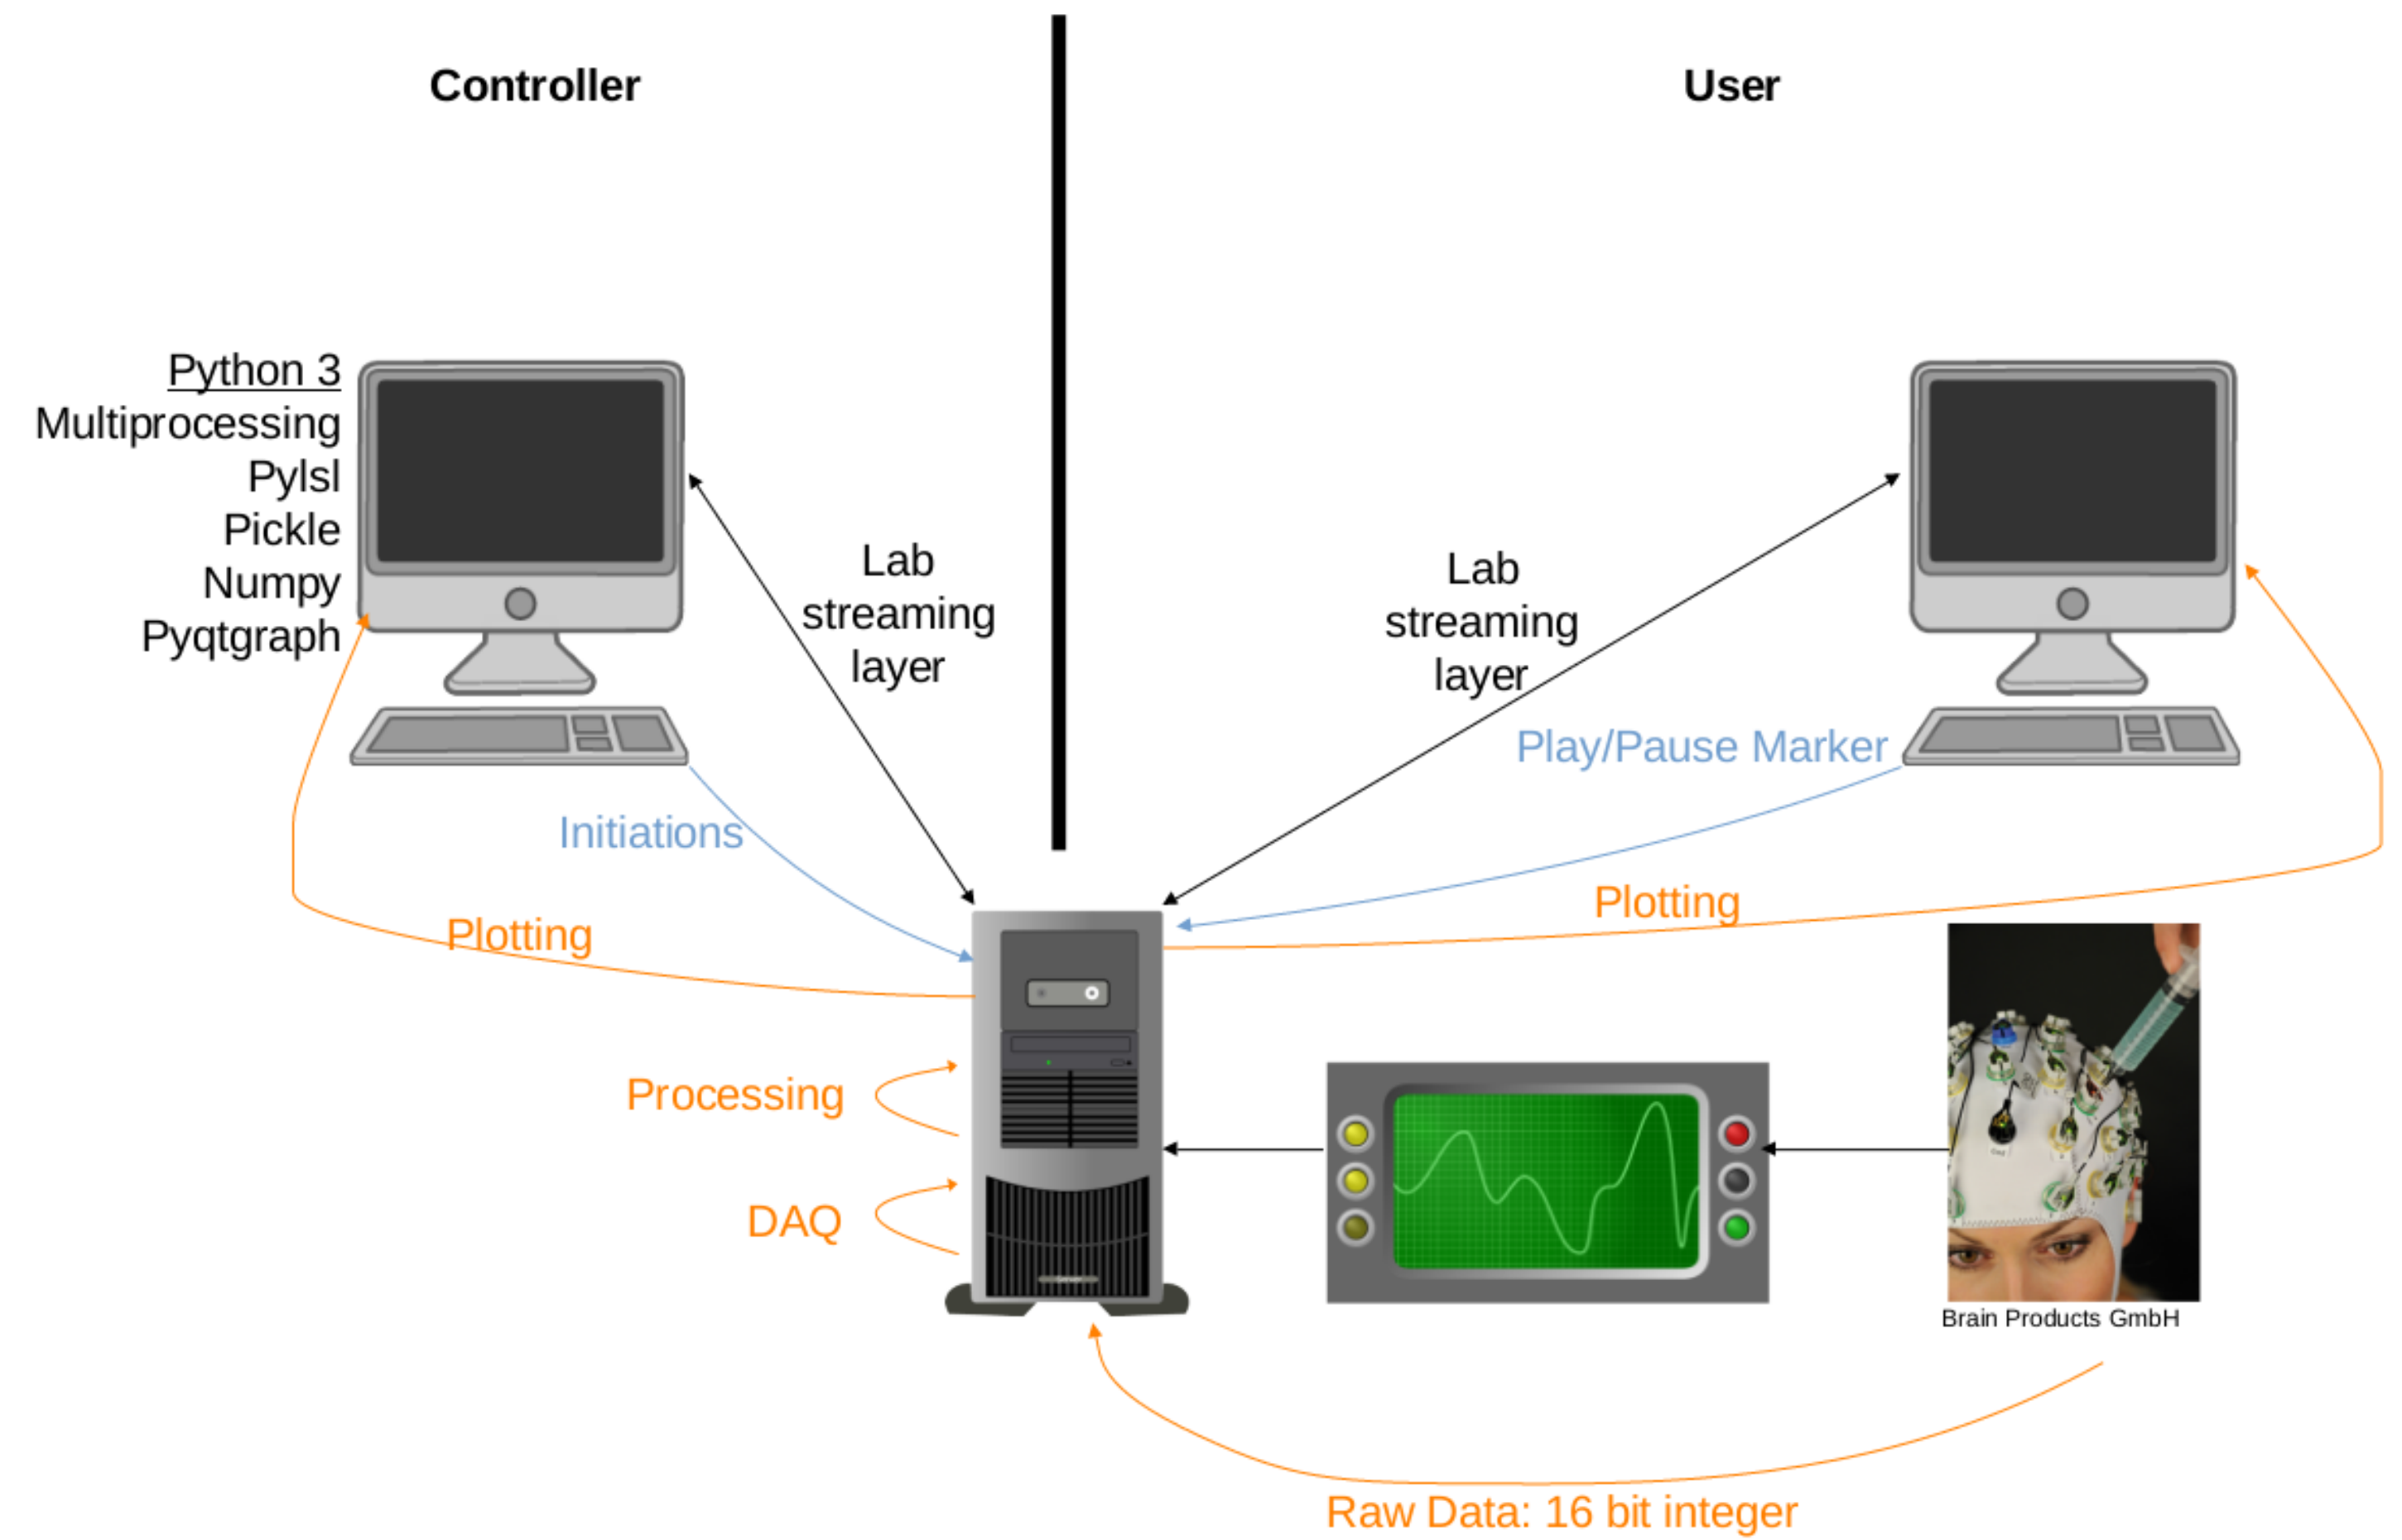 Controller
User
Python 3
Multiprocessing
Pylsl
Pickle
Numpy
Pyqtgraph
Lab
streaming
layer
Lab
streaming
layer
Play/Pause Marker
Initiations
Plotting
Plotting
Processing
DAQ
Brain Products GmbH
Raw Data: 16 bit integer